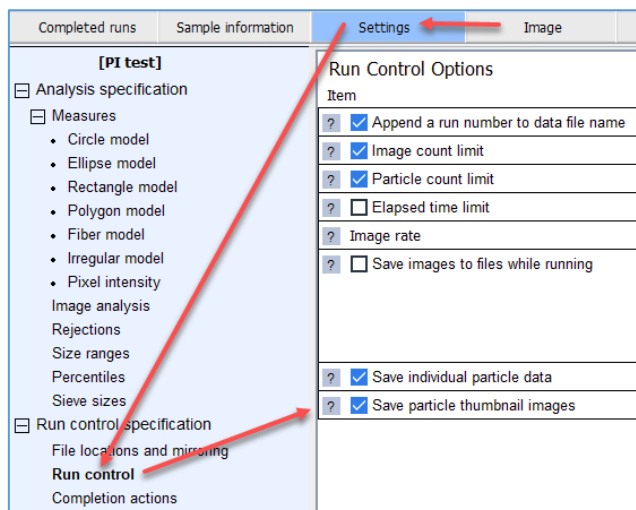 Completed runs
Sample information
Settings
Image
[PI test]
Analysis specification
Measures
Circle model
Ellipse model
Rectangle model
Polygon model
Fiber model
Irregular model
Pixel intensity
Image analysis
Rejections
Size ranges
Percentiles
Sieve sizes
Run control specification
File locations and mirroring
Run control
Completion actions
Run Control Options
Item
? Append a run number to data file name
? Image count limit
? Particle count limit
? Elapsed time limit
? Image rate
? Save images to files while running
? Save individual particle data
? Save particle thumbnail images